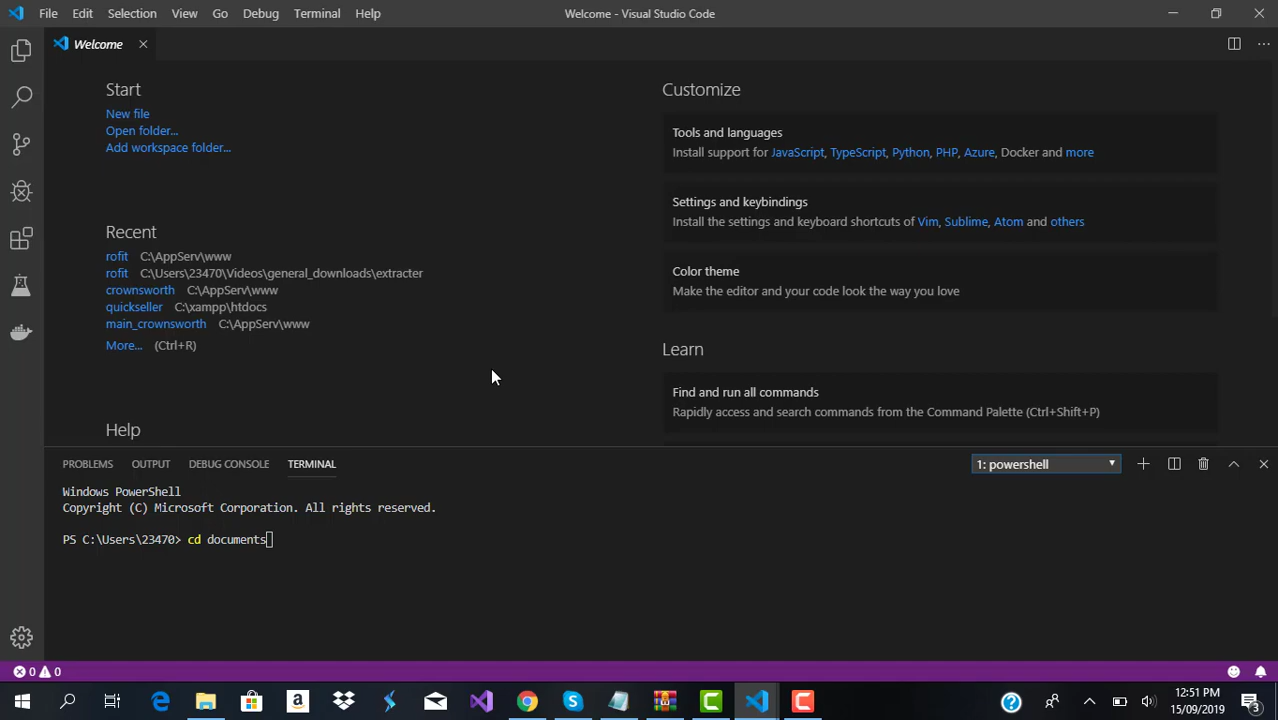 File Edit Selection View Go Debug Terminal Help Welcome - Visual Studio Code
Welcome
Start
New file
Open folder...
Add workspace folder...
Recent
rofit C:\AppServ\www
rofit C:\Users\23470\Videos\general_downloads\extracter
crownsworth C:\AppServ\www
quickseller C:\xampp\htdocs
main_crownsworth C:\AppServ\www
More... (Ctrl+R)
Help
Customize
Tools and languages
Install support for JavaScript, TypeScript, Python, PHP, Azure, Docker and more
Settings and keybindings
Install the settings and keyboard shortcuts of Vim, Sublime, Atom and others
Color theme
Make the editor and your code look the way you love
Learn
Find and run all commands
Rapidly access and search commands from the Command Palette (Ctrl+Shift+P)
PROBLEMS OUTPUT DEBUG CONSOLE TERMINAL 1: powershell
Windows PowerShell
Copyright (C) Microsoft Corporation. All rights reserved.
PS C:\Users\23470> cd documents
0 0
12:51 PM
15/09/2019
3